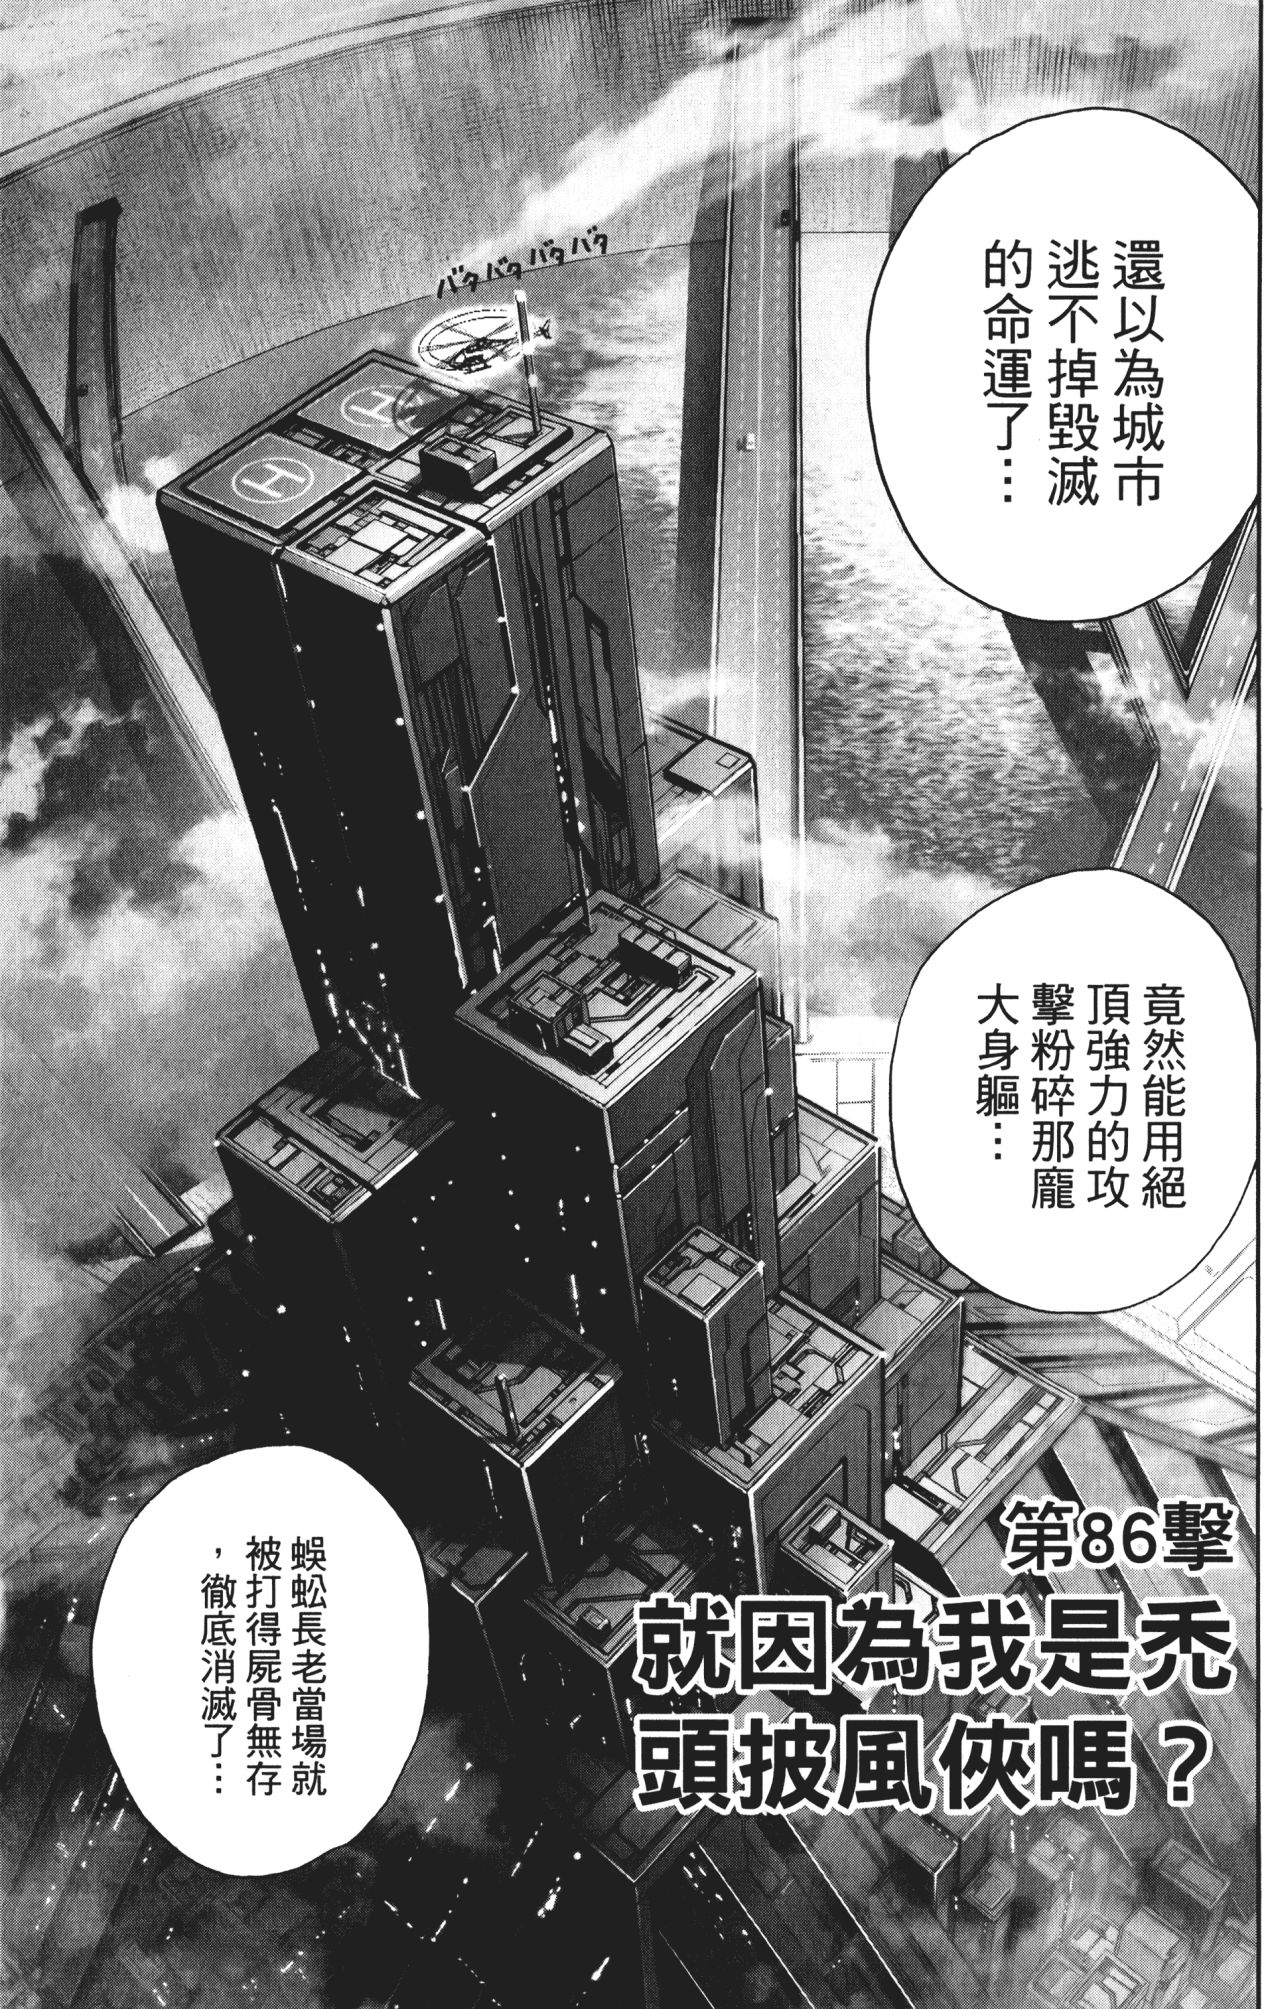 還以為城市
逃不掉毀滅
的命運了…
バタバタバタバタ
H
H
竟然能用絕
頂強力的攻
擊粉碎那龐
大身軀…
第86擊
就因為我是禿
頭披風俠嗎？
蜈蚣長老當場就
被打得屍骨無存
，徹底消滅了…